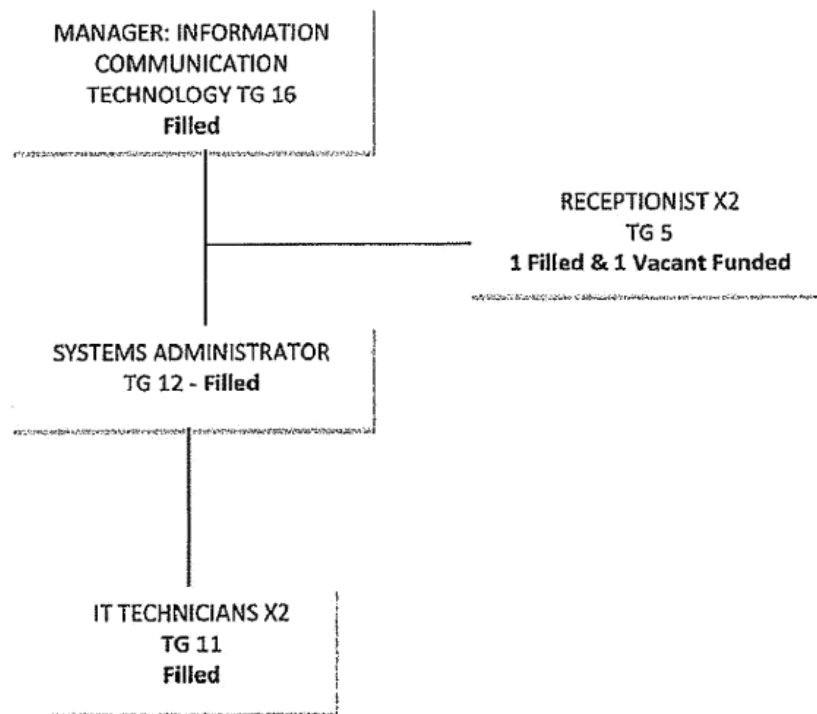 MANAGER: INFORMATION
COMMUNICATION
TECHNOLOGY TG 16
Filled
RECEPTIONIST X2
TG 5
1 Filled & 1 Vacant Funded
SYSTEMS ADMINISTRATOR
TG 12 - Filled
IT TECHNICIANS X2
TG 11
Filled